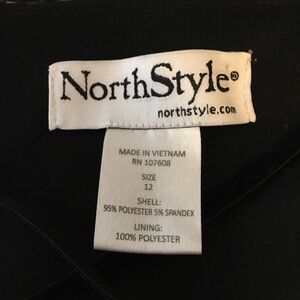 NorthStyle®
northstyle.com
MADE IN VIETNAM
RN 107608
SIZE
12
SHELL:
95% POLYESTER 5% SPANDEX
LINING:
100% POLYESTER